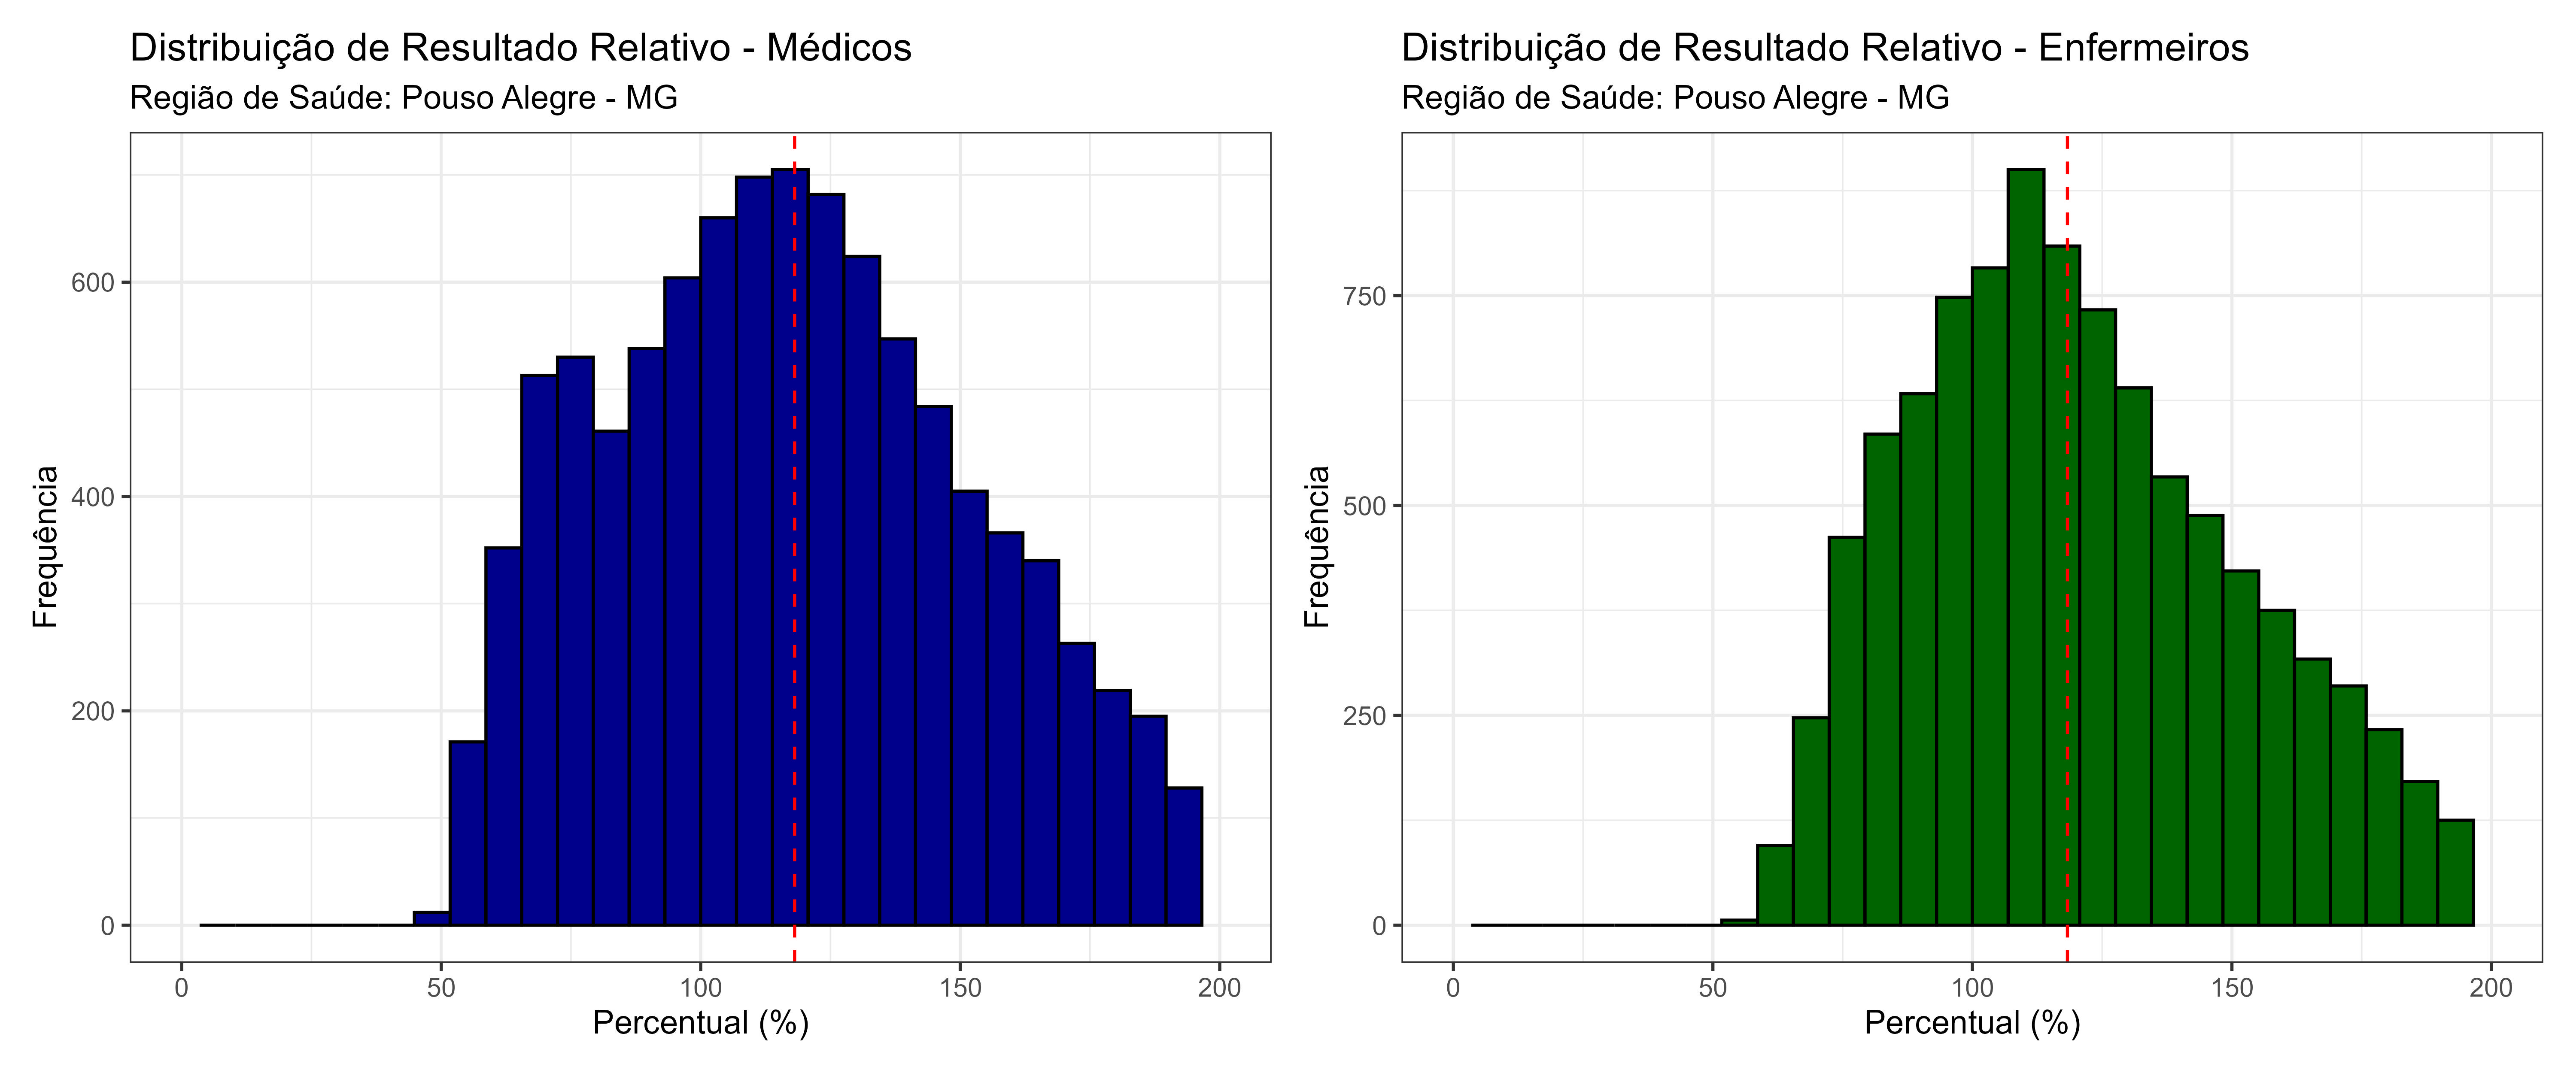 Distribuição de Resultado Relativo - Médicos
Região de Saúde: Pouso Alegre - MG
Frequência
600
400
200
0
0 50 100 150 200
Percentual (%)
Distribuição de Resultado Relativo - Enfermeiros
Região de Saúde: Pouso Alegre - MG
Frequência
750
500
250
0
0 50 100 150 200
Percentual (%)